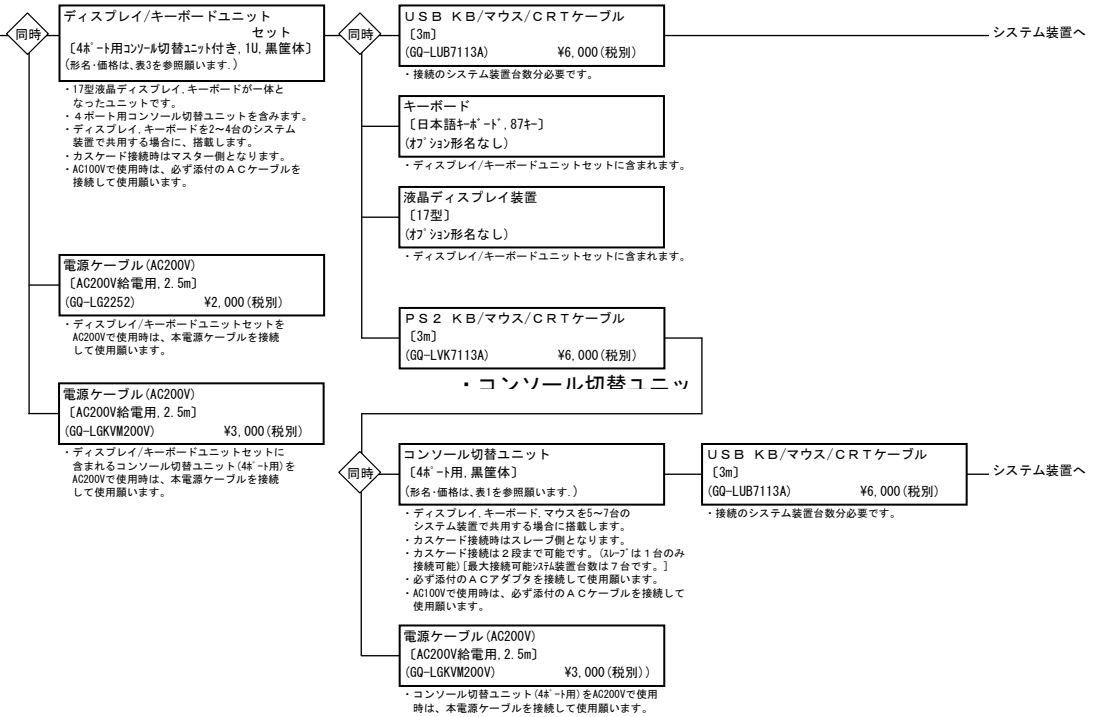 同時
ディスプレイ/キーボードユニット
セット
〔4ﾎﾟｰﾄ用ｺﾝｿｰﾙ切替ﾕﾆｯﾄ付き, 1U, 黒筐体〕
(形名・価格は、表3を参照願います.)
・17型液晶ディスプレイ, キーボードが一体と
なったユニットです。
・４ポート用コンソール切替ユニットを含みます。
・ディスプレイ, キーボードを2～4台のシステム
装置で共用する場合に、搭載します。
・カスケード接続時はマスター側となります。
・AC100Vで使用時は、必ず添付のＡＣケーブルを
接続して使用願います。
電源ケーブル(AC200V)
〔AC200V給電用, 2.5m〕
(GQ-LG2252) ¥2,000(税別)
・ディスプレイ/キーボードユニットセットを
AC200Vで使用時は、本電源ケーブルを接続
して使用願います。
電源ケーブル(AC200V)
〔AC200V給電用, 2.5m〕
(GQ-LGKVM200V) ¥3,000(税別)
・ディスプレイ/キーボードユニットセットに
含まれるコンソール切替ユニット(4ﾎﾟｰﾄ用)を
AC200Vで使用時は、本電源ケーブルを接続
して使用願います。
同時
ＵＳＢ ＫＢ/マウス/ＣＲＴケーブル
〔3m〕
(GQ-LUB7113A) ¥6,000(税別)
・接続のシステム装置台数分必要です。
システム装置へ
キーボード
〔日本語ｷｰﾎﾞｰﾄﾞ, 87ｷｰ〕
(ｵﾌﾟｼｮﾝ形名なし)
・ディスプレイ/キーボードユニットセットに含まれます。
液晶ディスプレイ装置
〔17型〕
(ｵﾌﾟｼｮﾝ形名なし)
・ディスプレイ/キーボードユニットセットに含まれます。
ＰＳ２ ＫＢ/マウス/ＣＲＴケーブル
〔3m〕
(GQ-LVK7113A) ¥6,000(税別)
・コンソール切替ユニッ
同時
コンソール切替ユニット
〔4ﾎﾟｰﾄ用, 黒筐体〕
(形名・価格は、表1を参照願います.)
・ディスプレイ, キーボード, マウスを5～7台の
システム装置で共用する場合に搭載します。
・カスケード接続時はスレーブ側となります。
・カスケード接続は２段まで可能です。(ｽﾚｰﾌﾞは１台のみ
接続可能)[最大接続可能ｼｽﾃﾑ装置台数は７台です。]
・必ず添付のＡＣアダプタを接続して使用願います。
・AC100Vで使用時は、必ず添付のＡＣケーブルを接続して
使用願います。
ＵＳＢ ＫＢ/マウス/ＣＲＴケーブル
〔3m〕
(GQ-LUB7113A) ¥6,000(税別)
・接続のシステム装置台数分必要です。
システム装置へ
電源ケーブル(AC200V)
〔AC200V給電用, 2.5m〕
(GQ-LGKVM200V) ¥3,000(税別))
・コンソール切替ユニット(4ﾎﾟｰﾄ用)をAC200Vで使用
時は、本電源ケーブルを接続して使用願います。